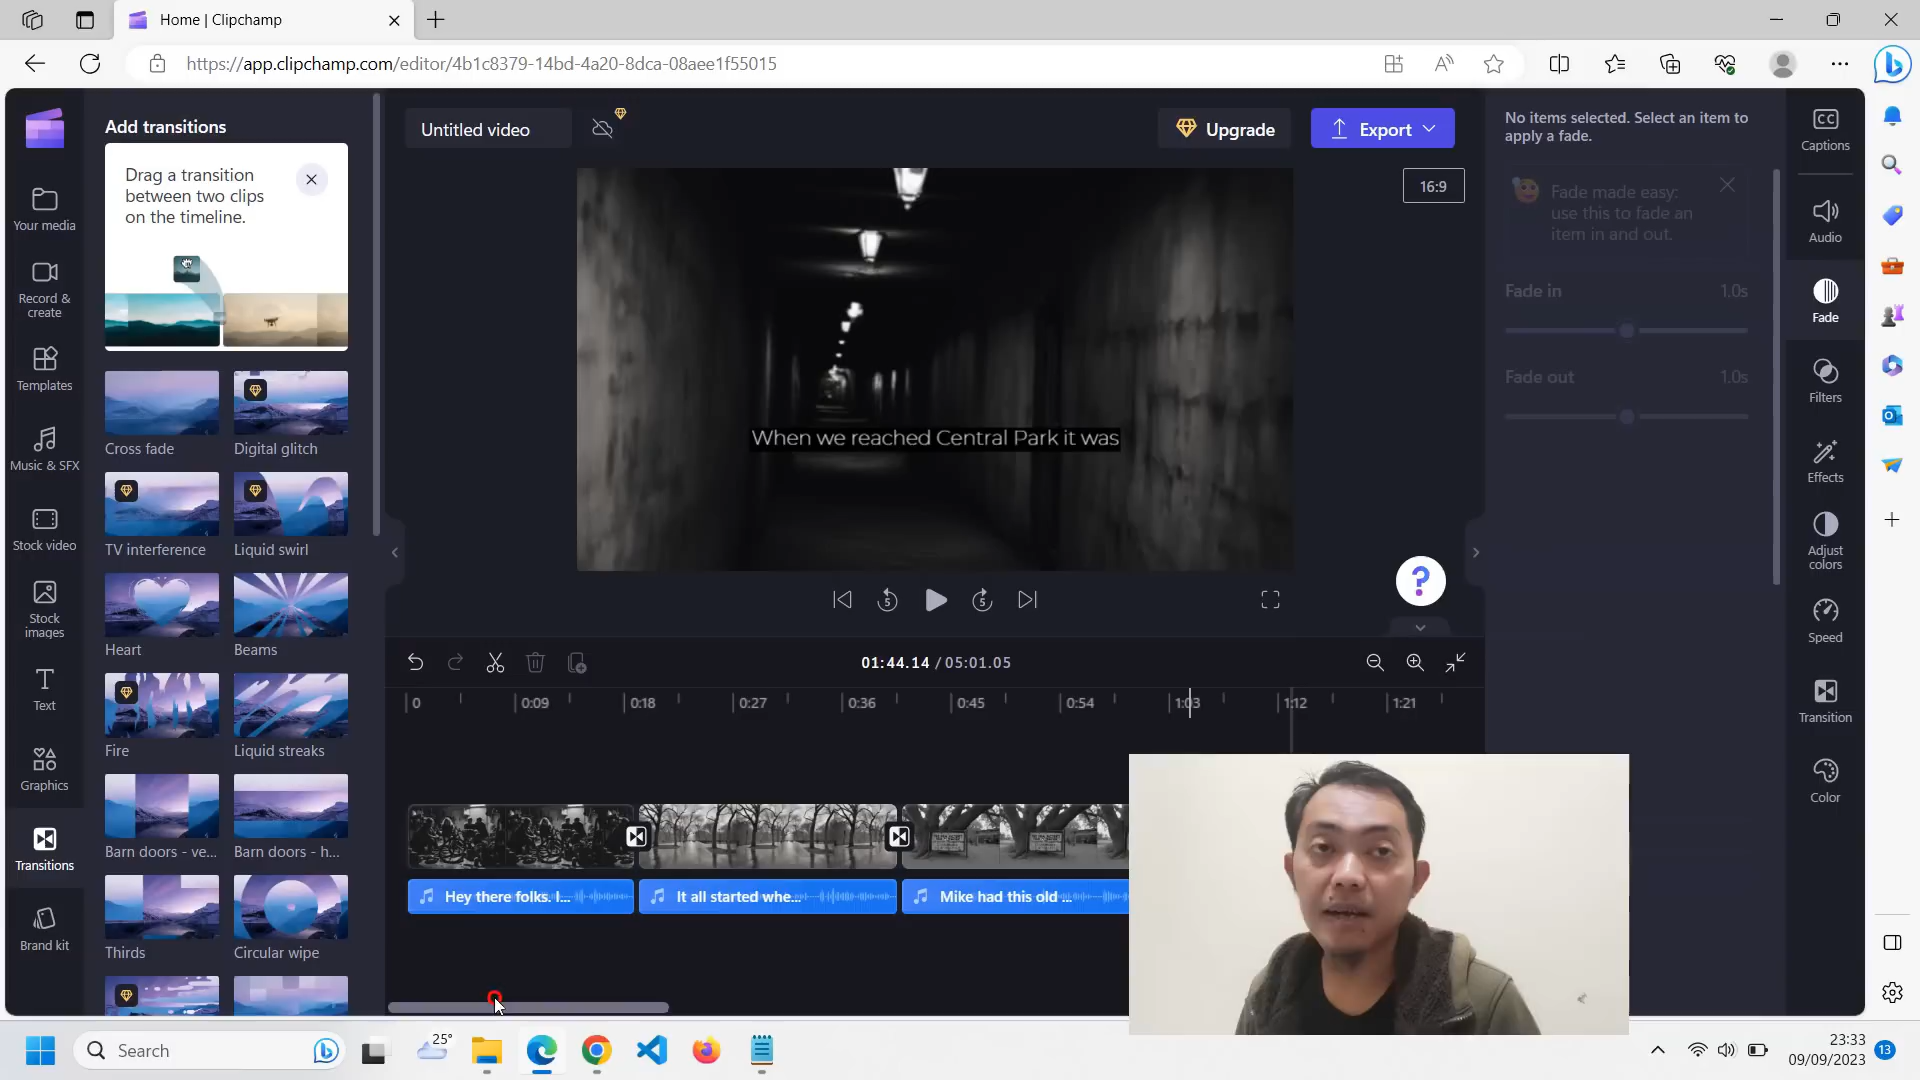 Home | Clipchamp
https://app.clipchamp.com/editor/4b1c8379-14bd-4a20-8dca-08aee1f55015
Add transitions
Drag a transition
between two clips
on the timeline.
Your media
Record &
create
Templates
Music & SFX
Stock video
Stock
images
Text
Graphics
Transitions
Brand kit
Cross fade
Digital glitch
TV interference
Liquid swirl
Heart
Beams
Fire
Liquid streaks
Barn doors - ve...
Barn doors - h...
Thirds
Circular wipe
Untitled video
Upgrade
Export
16:9
When we reached Central Park it was
5
5
?
01:44.14 / 05:01.05
0
0:09
0:18
0:27
0:36
0:45
0:54
1:03
1:12
1:21
Hey there folks. I...
It all started whe...
Mike had this old ...
No items selected. Select an item to
apply a fade.
Fade made easy:
use this to fade an
item in and out.
Fade in
1.0s
Fade out
1.0s
CC
Captions
Audio
Fade
Filters
Effects
Adjust
colors
Speed
Transition
Color
Search
25°
23:33
09/09/2023
13